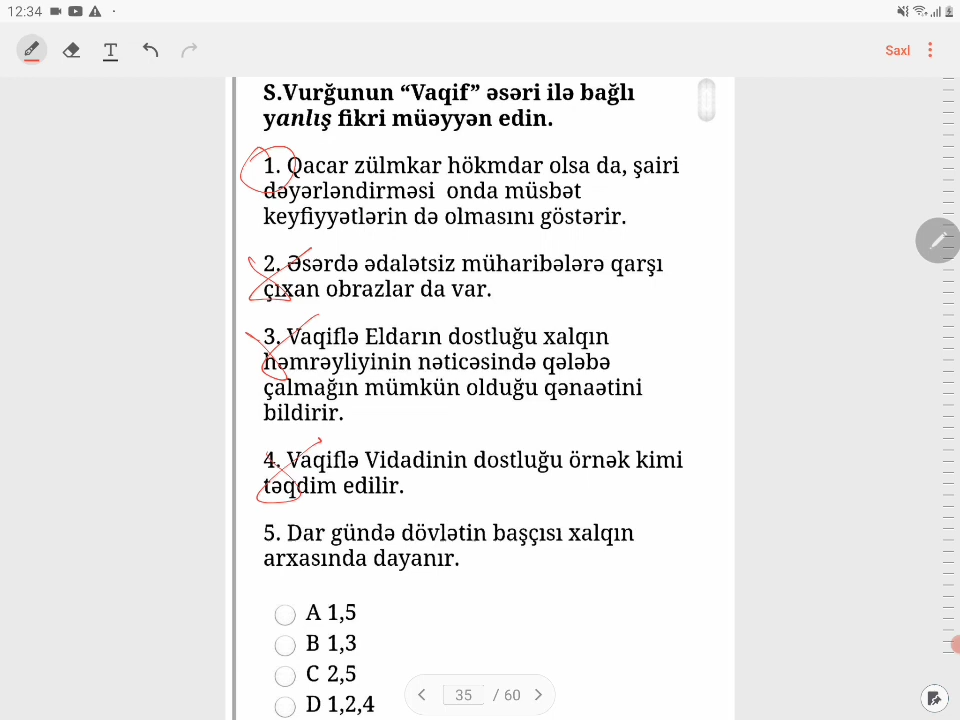 12:34
T
Saxl
S.Vurğunun “Vaqif” əsəri ilə bağlı
yanlış fikri müəyyən edin.
1. Qacar zülmkar hökmdar olsa da, şairi
dəyərləndirməsi onda müsbət
keyfiyyətlərin də olmasını göstərir.
2. Əsərdə ədalətsiz müharibələrə qarşı
çıxan obrazlar da var.
3. Vaqiflə Eldarın dostluğu xalqın
həmrəyliyinin nəticəsində qələbə
çalmağın mümkün olduğu qənaətini
bildirir.
4. Vaqiflə Vidadinin dostluğu örnək kimi
təqdim edilir.
5. Dar gündə dövlətin başçısı xalqın
arxasında dayanır.
A 1,5
B 1,3
C 2,5
D 1,2,4
35 / 60